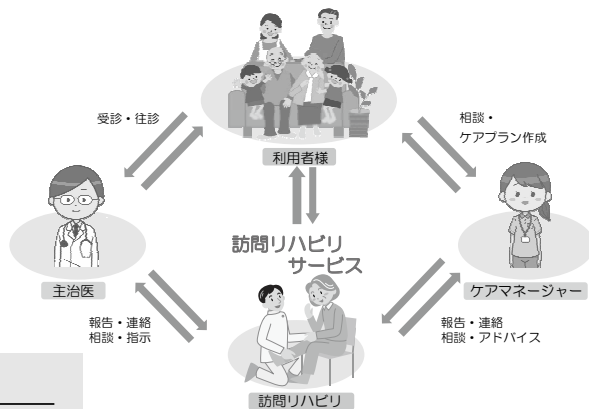 受診・往診
相談・
ケアプラン作成
利用者様
訪問リハビリ
サービス
主治医
ケアマネージャー
報告・連絡
相談・指示
報告・連絡
相談・アドバイス
訪問リハビリ